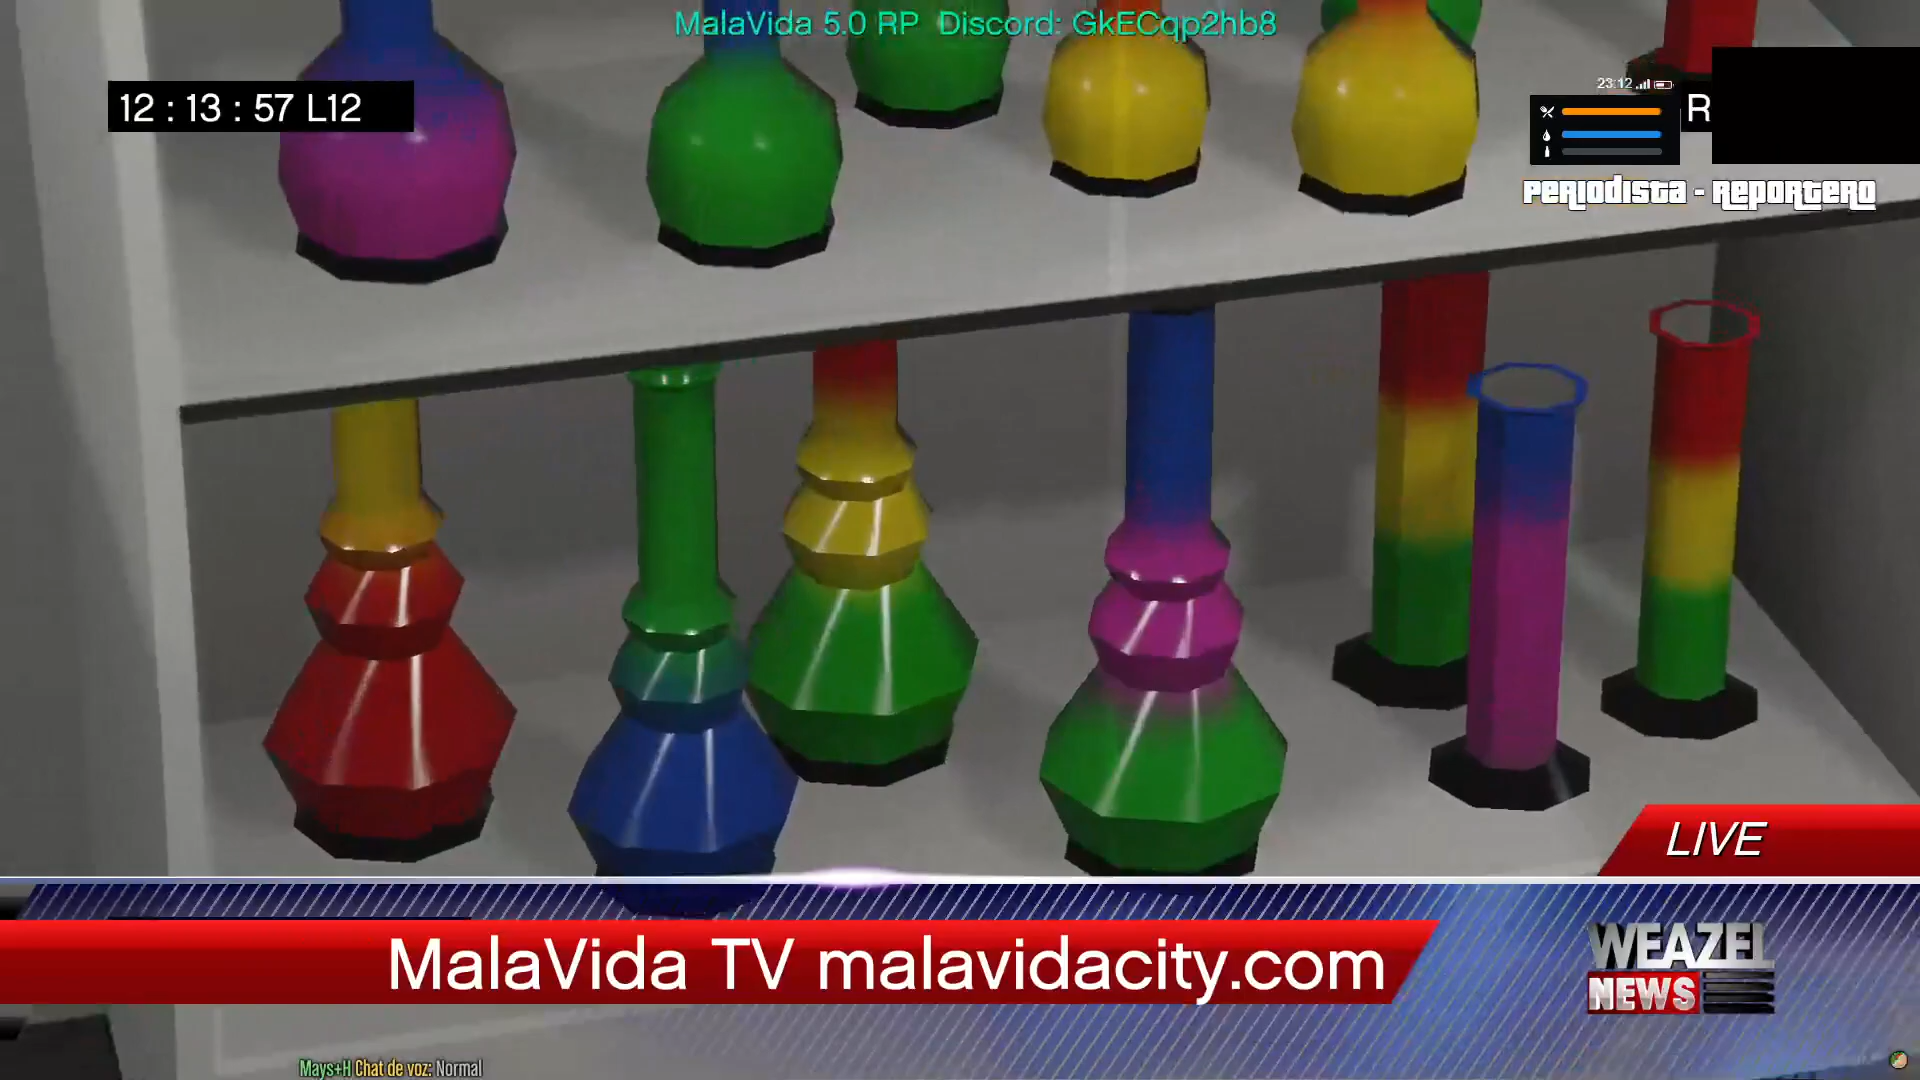 MalaVida 5.0 RP Discord: GkECqp2hb8
12 : 13 : 57 L12
23:12
R
PERIODISTA - REPORTERO
LIVE
MalaVida TV malavidacity.com
WEAZEL
NEWS
Mays+H Chat de voz: Normal